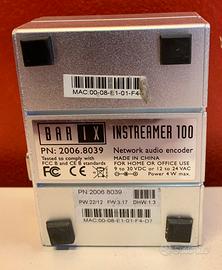 MAC:00-08-E1-01-F4-
BARIX INSTREAMER 100
PN: 2006.8039 Network audio encoder
Tested to comply with MADE IN CHINA
FCC B and CE B standards FOR HOME OR OFFICE USE
9 to 30 VDC or 12 to 24 VAC
Power 4 W max.
PN 2006.8039
PW.22/12 FW.3.17 DHW:1.3
MAC:00-08-E1-01-F4-D7